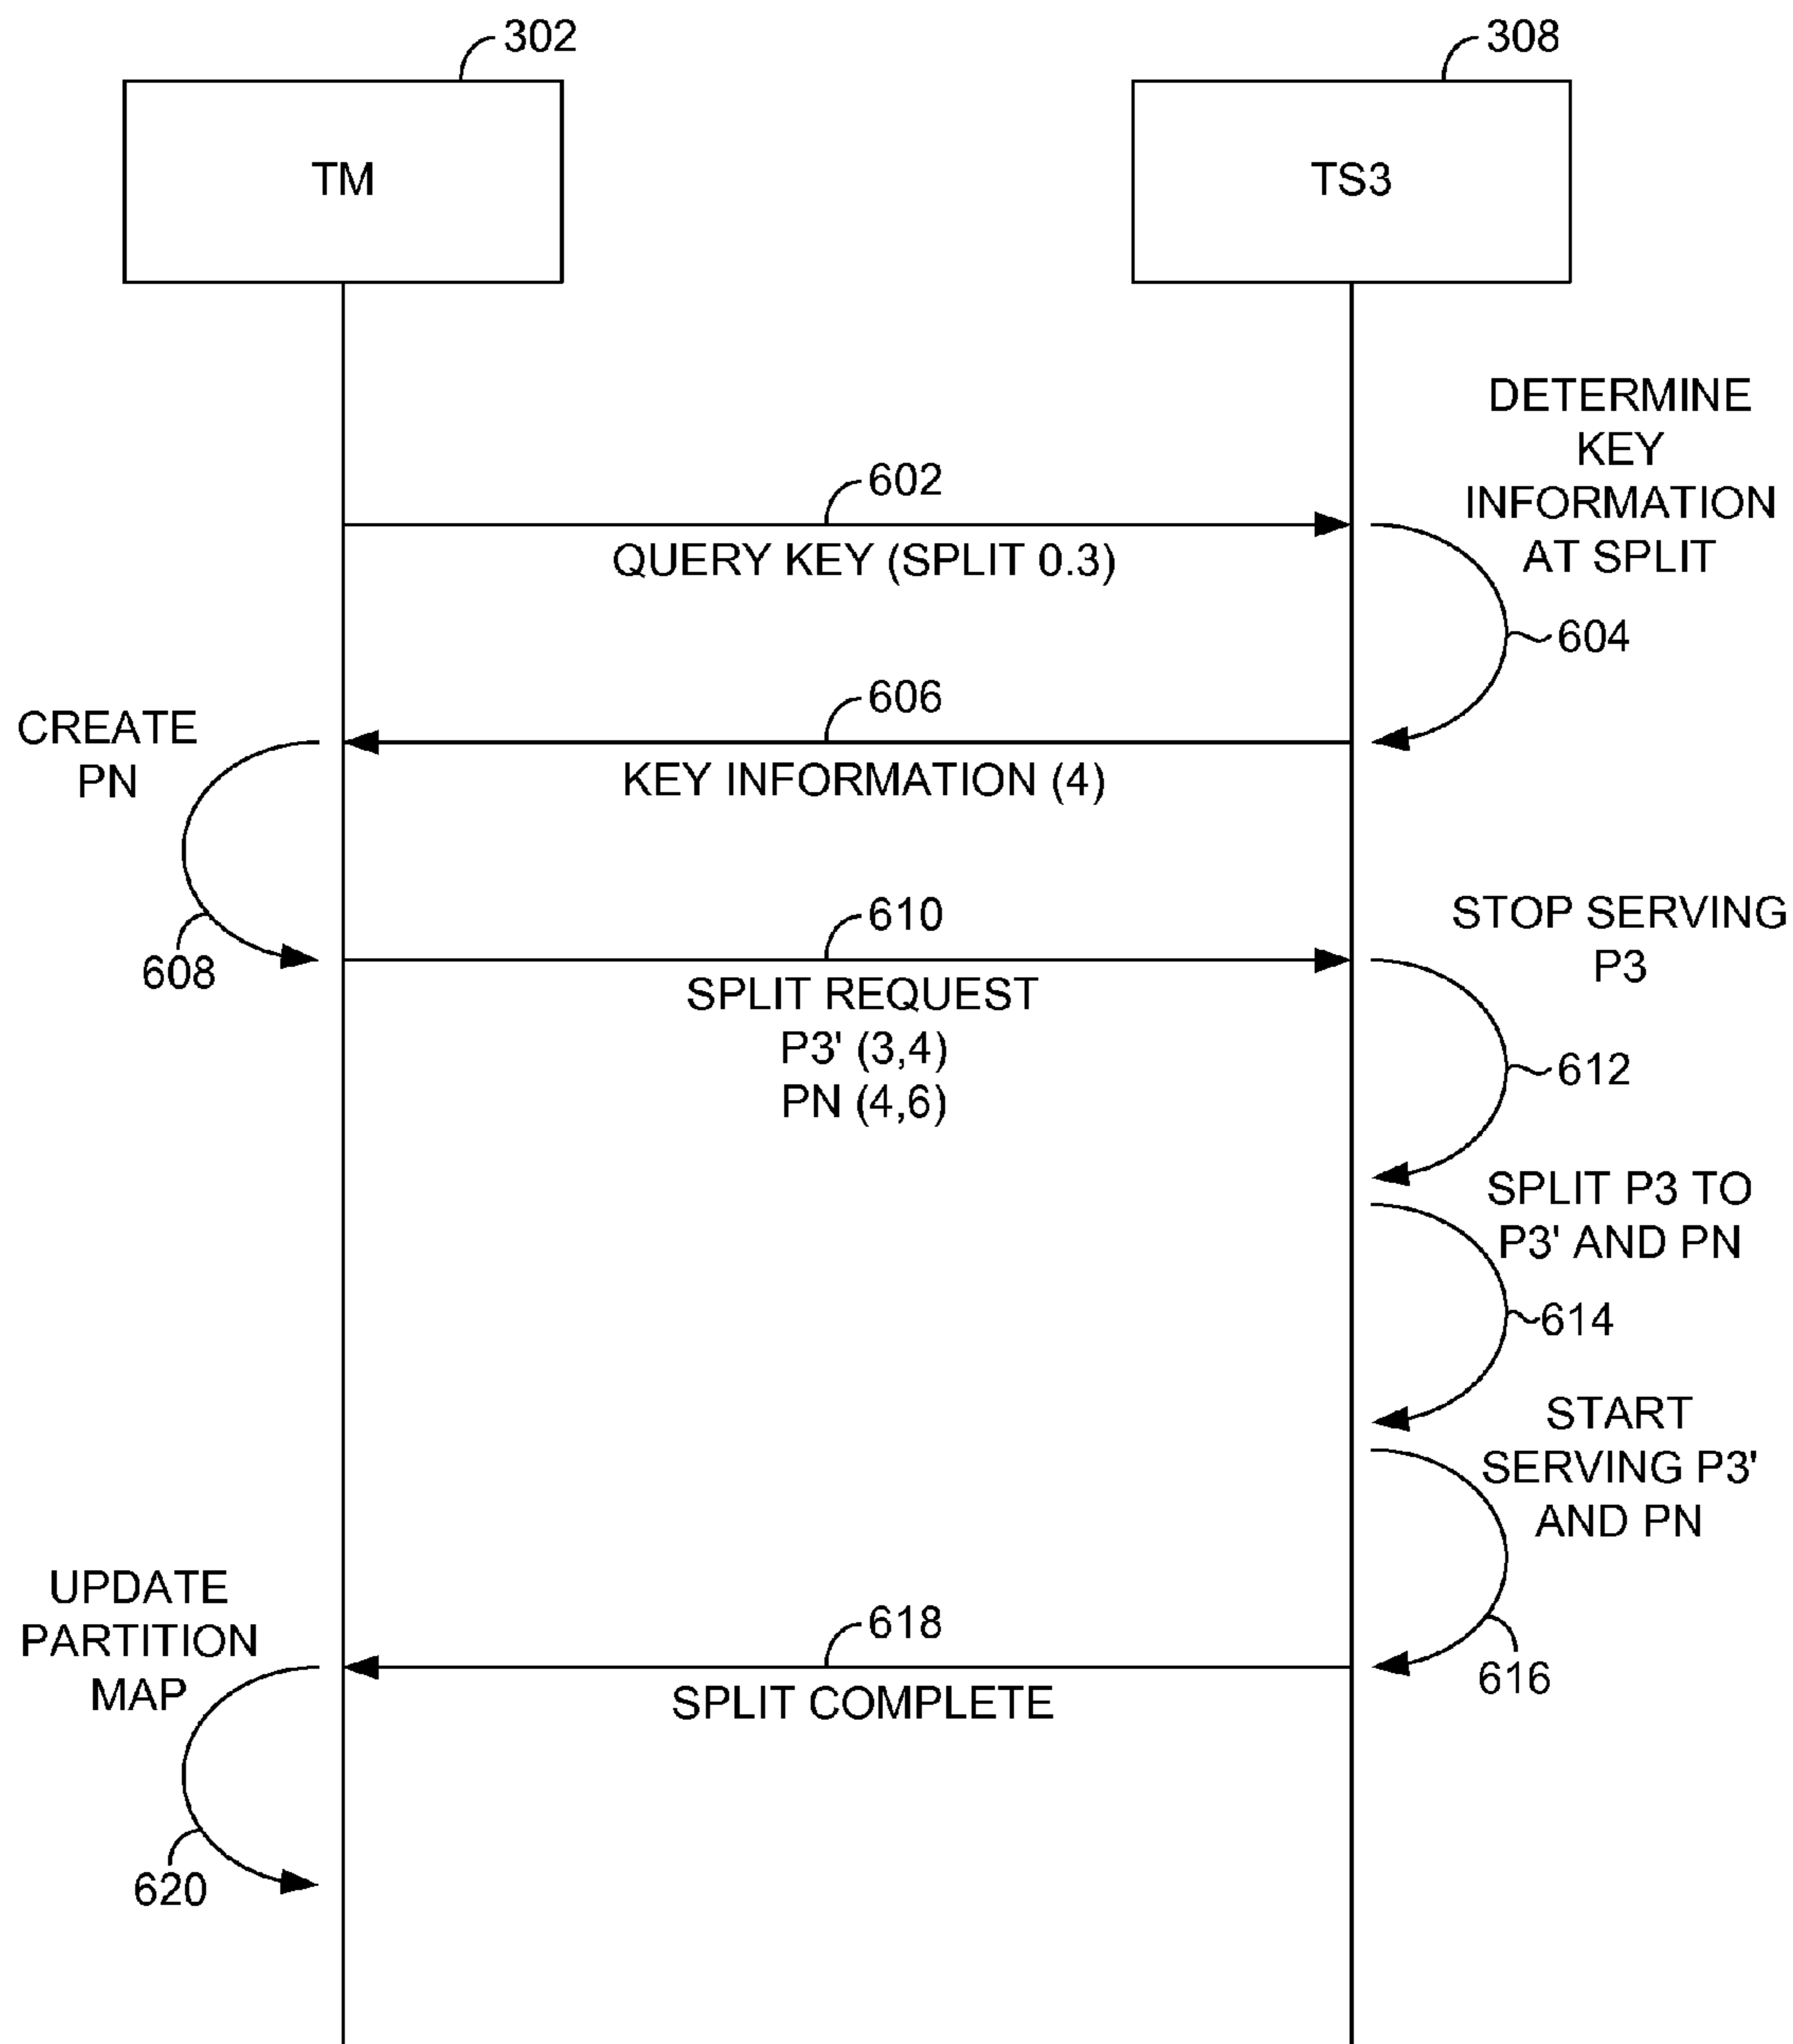 302
308
TM
TS3
DETERMINE
KEY
INFORMATION
AT SPLIT
602
QUERY KEY (SPLIT 0.3)
604
606
KEY INFORMATION (4)
CREATE
PN
608
610
SPLIT REQUEST
P3' (3,4)
PN (4,6)
STOP SERVING
P3
612
SPLIT P3 TO
P3' AND PN
614
START
SERVING P3'
AND PN
616
618
SPLIT COMPLETE
UPDATE
PARTITION
MAP
620